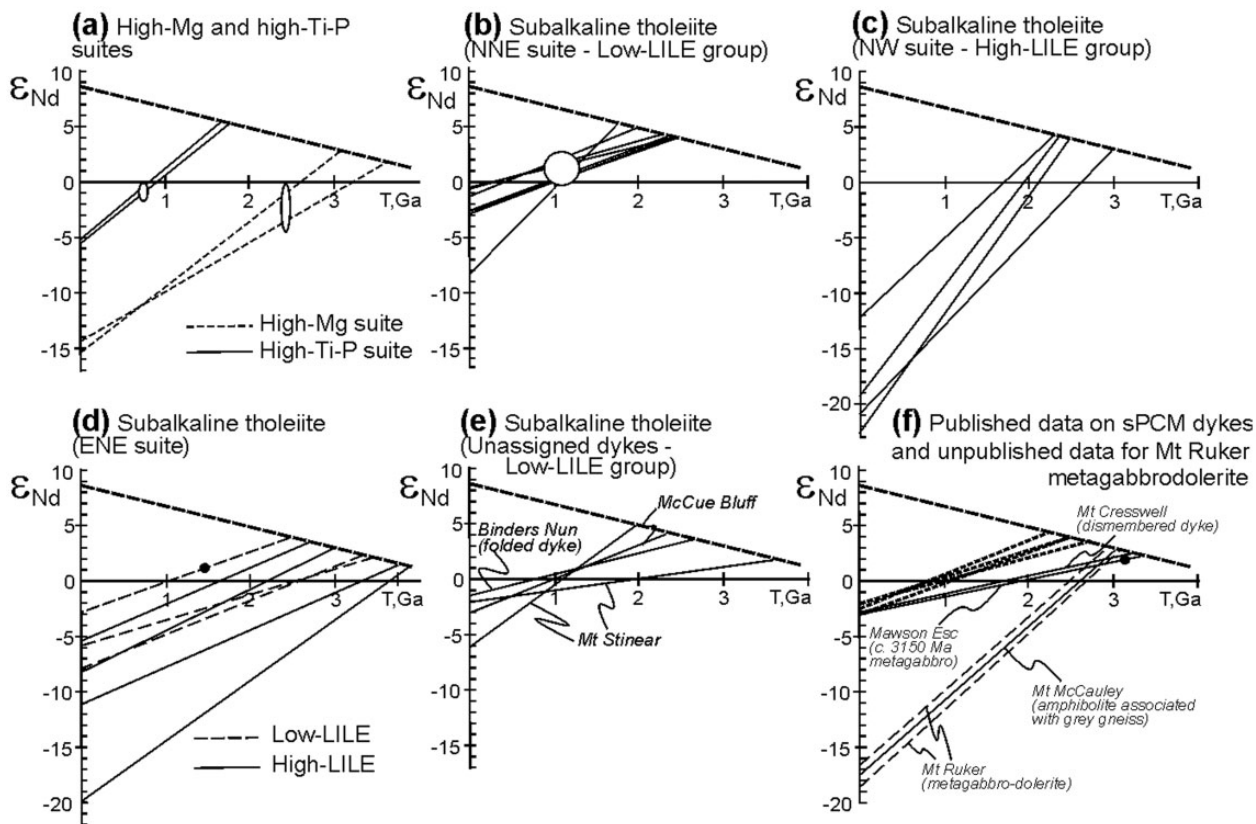 (a) High-Mg and high-Ti-P
suites
10
εNd
5
0
1 2 3 T,Ga
-5
-10
-15
High-Mg suite
High-Ti-P suite
(b) Subalkaline tholeiite
(NNE suite - Low-LILE group)
10
5
0
1 2 3 T,Ga
-5
-10
-15
(c) Subalkaline tholeiite
(NW suite - High-LILE group)
10
εNd
5
0
1 2 3 T,Ga
-5
-10
-15
-20
(d) Subalkaline tholeiite
(ENE suite)
10
εNd
5
0
1 2 3 T,Ga
-5
-10
-15
-20
Low-LILE
High-LILE
(e) Subalkaline tholeiite
(Unassigned dykes -
Low-LILE group)
10
5
0
1 2 3 T,Ga
-5
-10
-15
McCue Bluff
Binders Nun
(folded dyke)
Mt Stinear
(f) Published data on sPCM dykes
and unpublished data for Mt Ruker
metagabbrodolerite
10
εNd
5
0
1 2 3 T,Ga
-5
-10
-15
-20
Mt Cresswell
(dismembered dyke)
Mawson Esc
(c. 3150 Ma
metagabbro)
Mt McCauley
(amphibolite associated
with grey gneiss)
Mt Ruker
(metagabbro-dolerite)